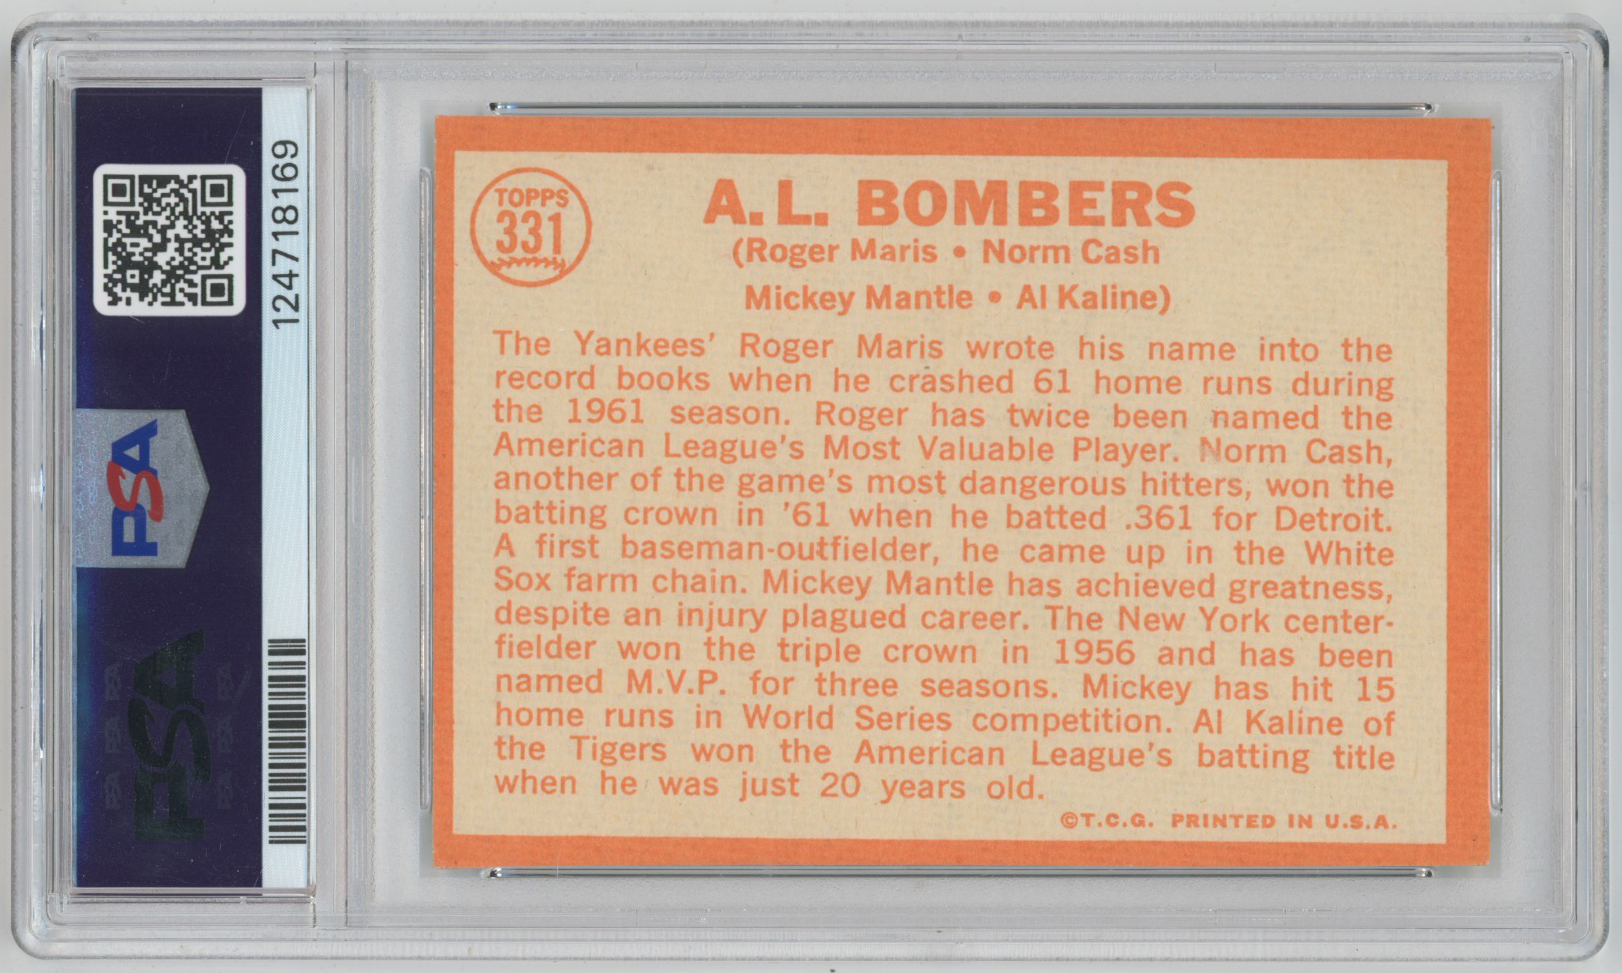 124718169
PSA
PSA
TOPPS
331
A.L. BOMBERS
(Roger Maris • Norm Cash
Mickey Mantle • Al Kaline)
The Yankees' Roger Maris wrote his name into the
record books when he crashed 61 home runs during
the 1961 season. Roger has twice been named the
American League's Most Valuable Player. Norm Cash,
another of the game's most dangerous hitters, won the
batting crown in '61 when he batted .361 for Detroit.
A first baseman-outfielder, he came up in the White
Sox farm chain. Mickey Mantle has achieved greatness,
despite an injury plagued career. The New York center-
fielder won the triple crown in 1956 and has been
named M.V.P. for three seasons. Mickey has hit 15
home runs in World Series competition. Al Kaline of
the Tigers won the American League's batting title
when he was just 20 years old.
©T.C.G. PRINTED IN U.S.A.